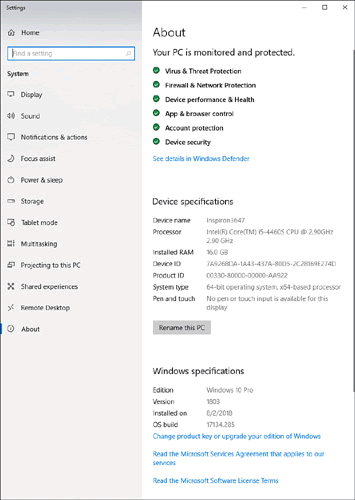 Settings
Home
Find a setting
System
Display
Sound
Notifications & actions
Focus assist
Power & sleep
Storage
Tablet mode
Multitasking
Projecting to this PC
Shared experiences
Remote Desktop
About
About
Your PC is monitored and protected.
Virus & Threat Protection
Firewall & Network Protection
Device performance & Health
App & browser control
Account protection
Device security
See details in Windows Defender
Device specifications
Device name Inspiron3647
Processor Intel(R) Core(TM) i5-4460S CPU @ 2.90GHz
2.90 GHz
Installed RAM 16.0 GB
Device ID
Product ID 00330-80000-00000-AA922
System type 64-bit operating system, x64-based processor
Pen and touch No pen or touch input is available for this
display
Rename this PC
Windows specifications
Edition Windows 10 Pro
Version 1803
Installed on 8/2/2018
OS build 17134.285
Change product key or upgrade your edition of Windows
Read the Microsoft Services Agreement that applies to our
services
Read the Microsoft Software License Terms